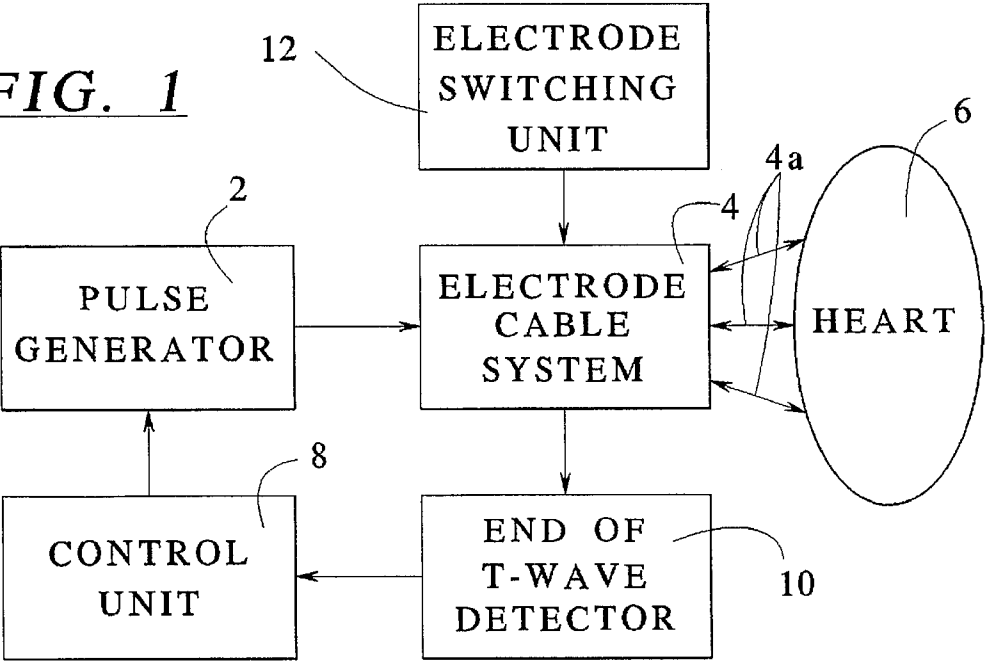 FIG. 1
12
ELECTRODE
SWITCHING
UNIT
6
4a
2
4
PULSE
GENERATOR
ELECTRODE
CABLE
SYSTEM
HEART
8
CONTROL
UNIT
END OF
T-WAVE
DETECTOR
10